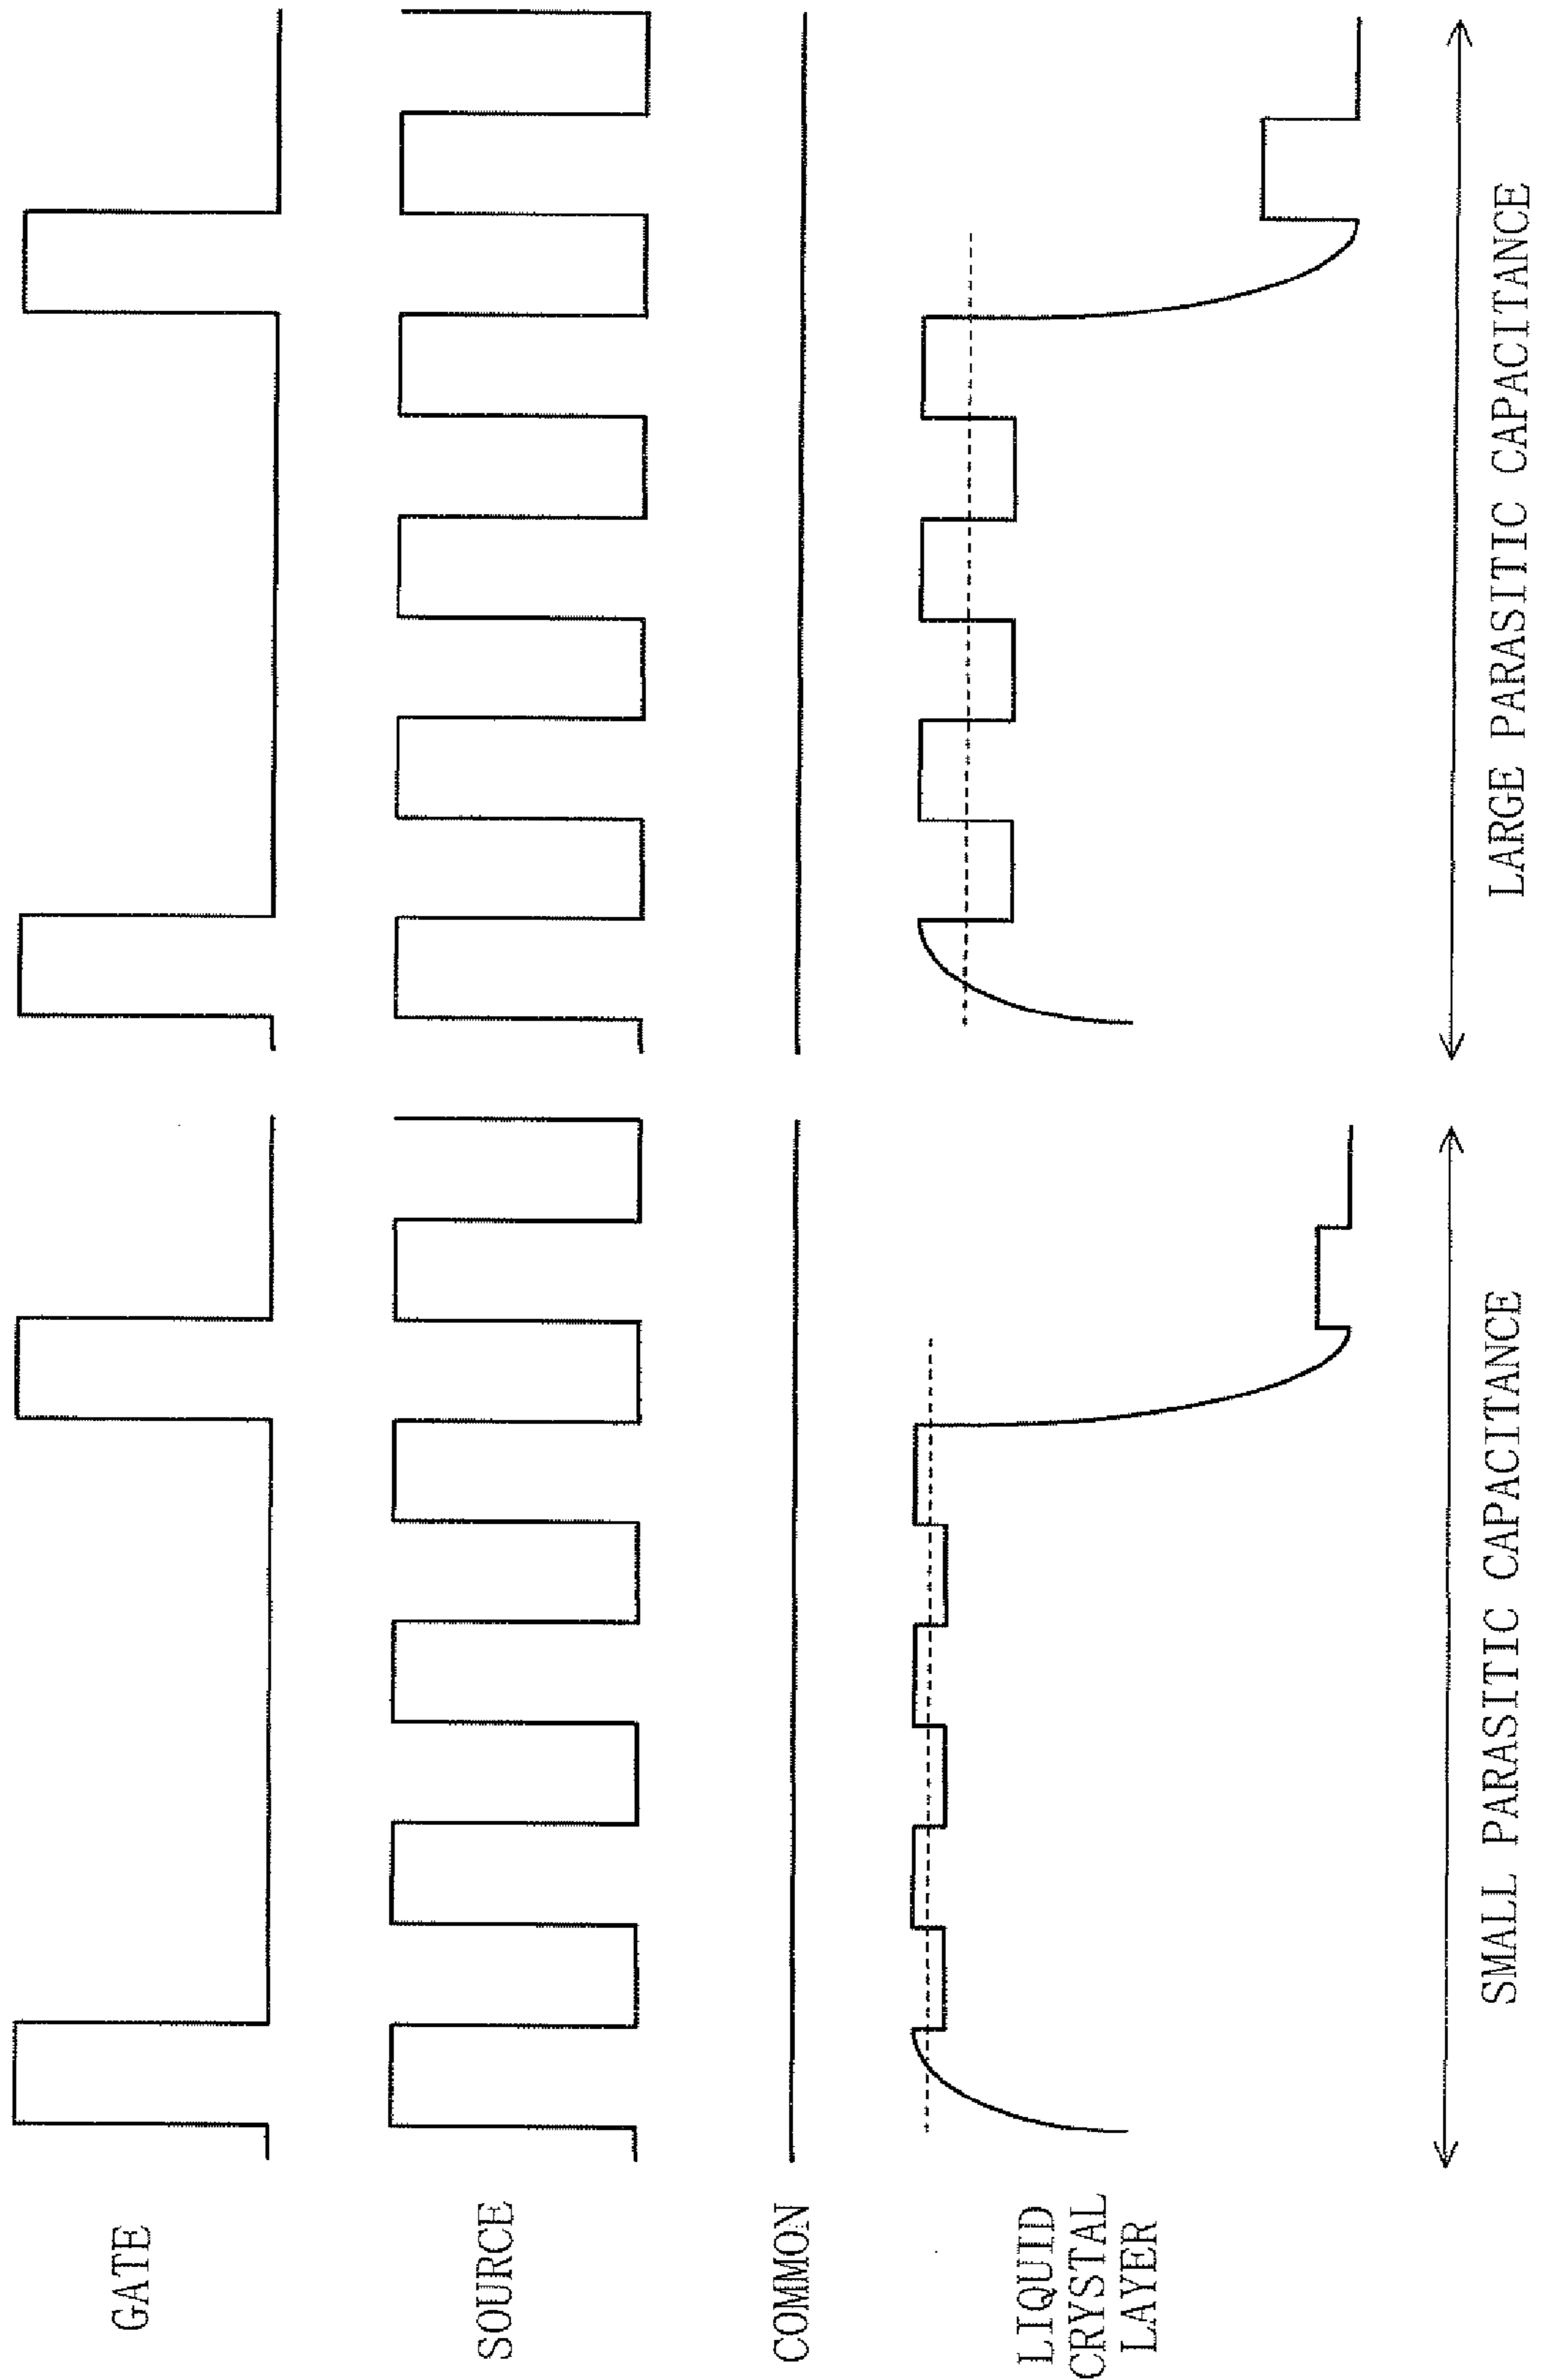 GATE
SOURCE
COMMON
LIQUID
CRYSTAL
LAYER
SMALL PARASITIC CAPACITANCE
LARGE PARASITIC CAPACITANCE